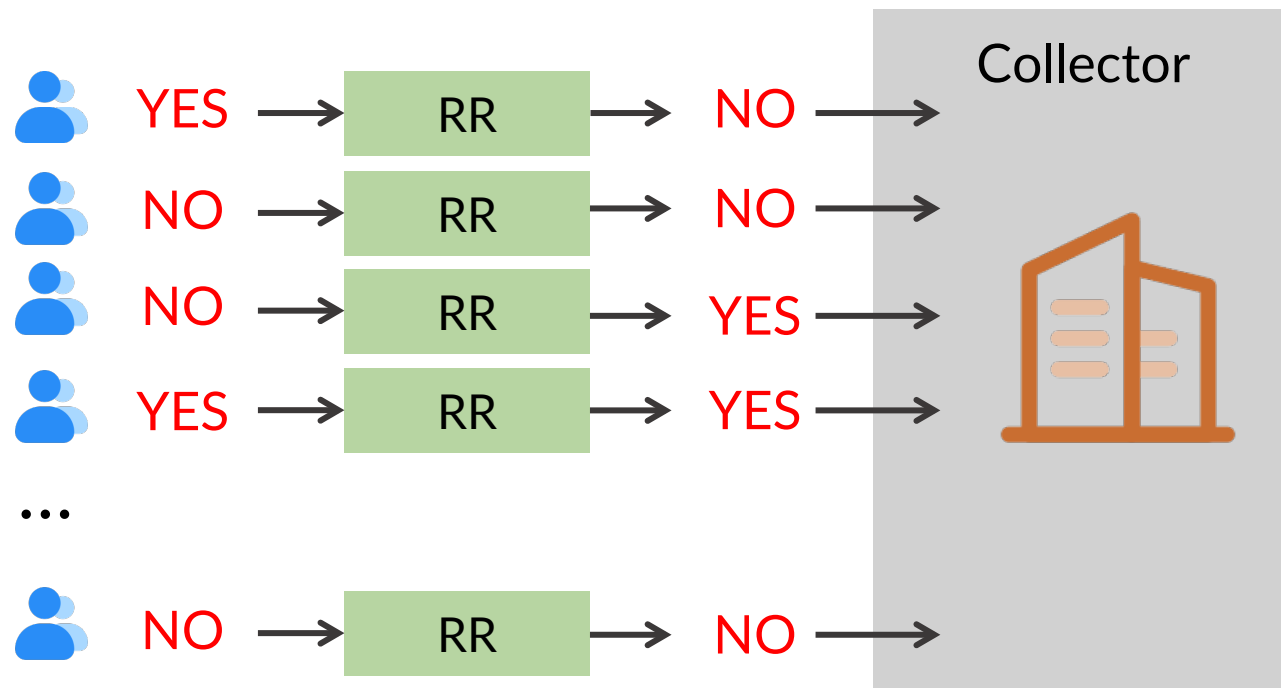 Collector
YES RR NO
NO RR NO
NO RR YES
YES RR YES
...
NO RR NO